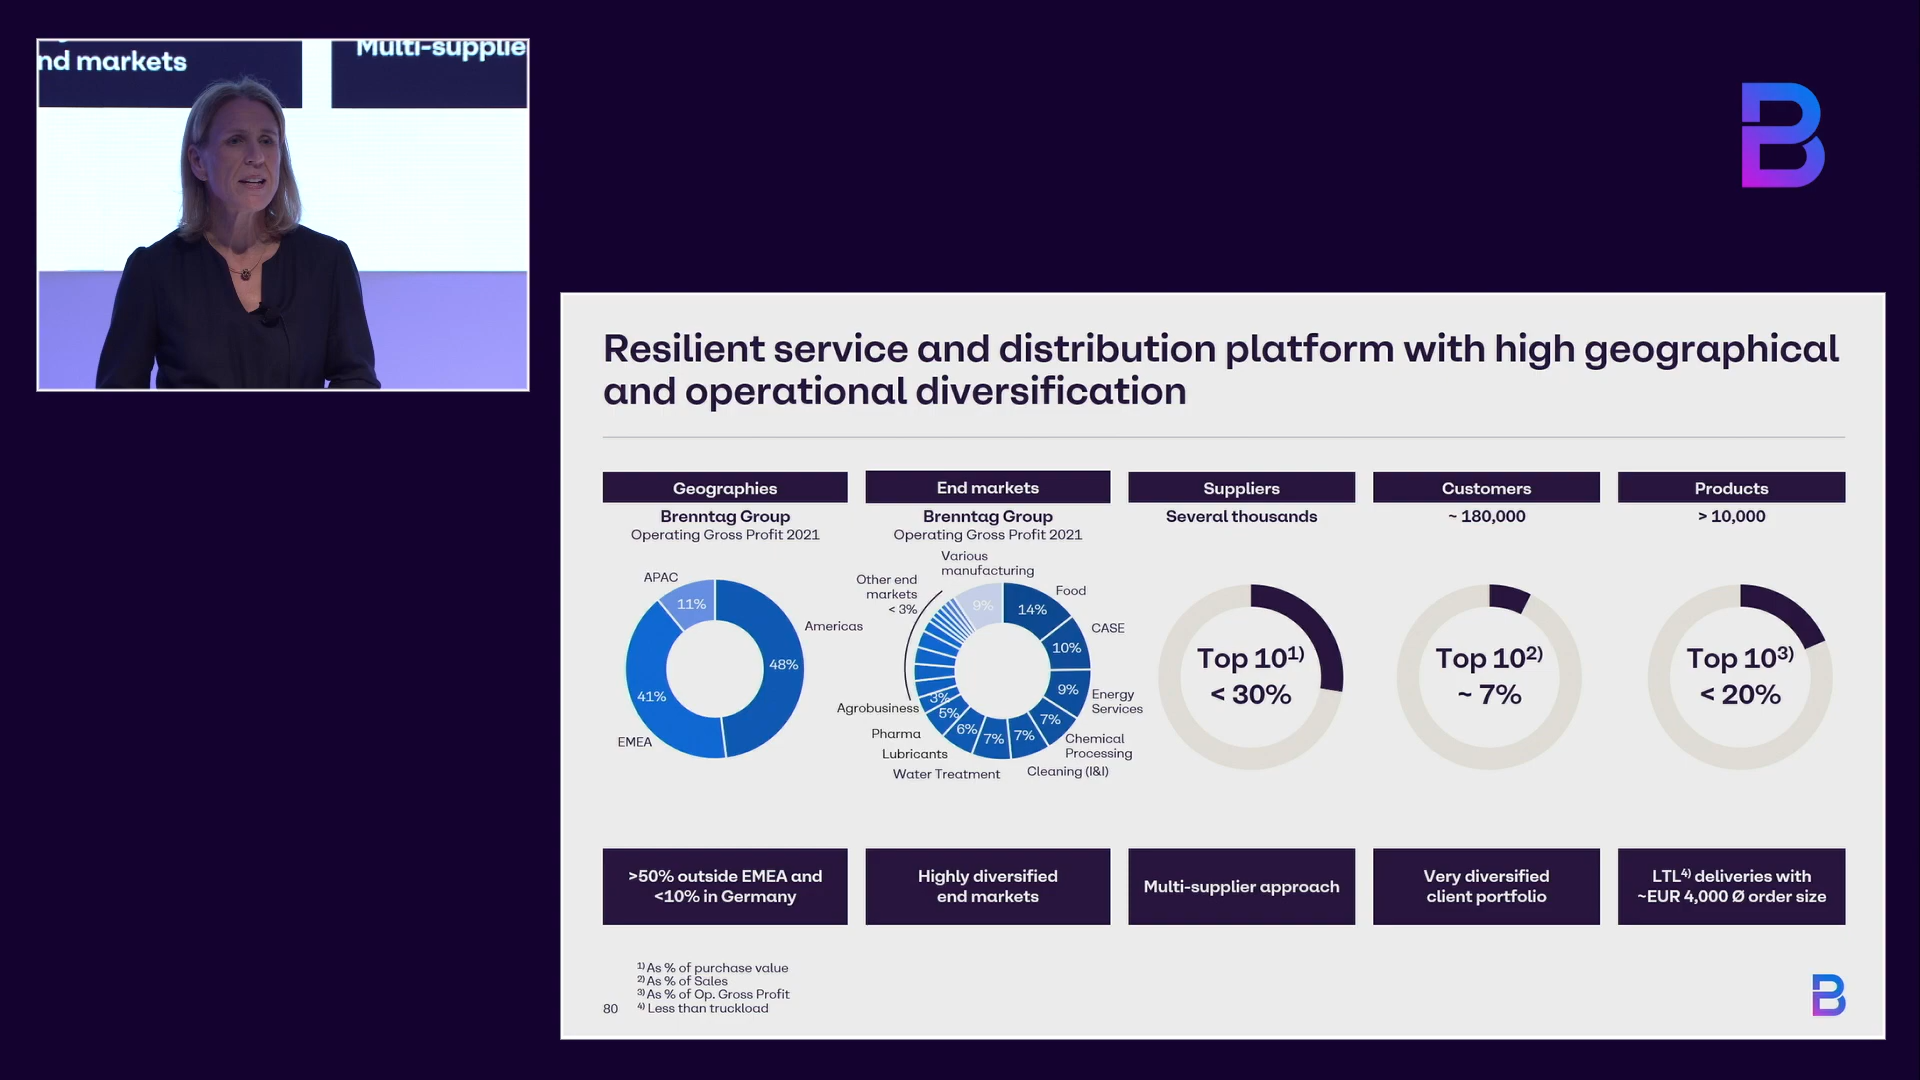 nd markets
Multi-supplie
Resilient service and distribution platform with high geographical
and operational diversification
Geographies
Brenntag Group
Operating Gross Profit 2021
APAC
11%
Americas
48%
41%
EMEA
End markets
Brenntag Group
Operating Gross Profit 2021
Various
manufacturing
Other end
markets
< 3%
9%
14%
Food
CASE
10%
9%
Energy
Services
7%
Chemical
Processing
7%
Cleaning (I&I)
7%
Water Treatment
6%
Lubricants
5%
Pharma
3%
Agrobusiness
Suppliers
Several thousands
Top 10¹⁾
< 30%
Customers
~ 180,000
Top 10²⁾
~ 7%
Products
> 10,000
Top 10³⁾
< 20%
>50% outside EMEA and
<10% in Germany
Highly diversified
end markets
Multi-supplier approach
Very diversified
client portfolio
LTL⁴⁾ deliveries with
~EUR 4,000 Ø order size
¹⁾ As % of purchase value
²⁾ As % of Sales
³⁾ As % of Op. Gross Profit
⁴⁾ Less than truckload
80